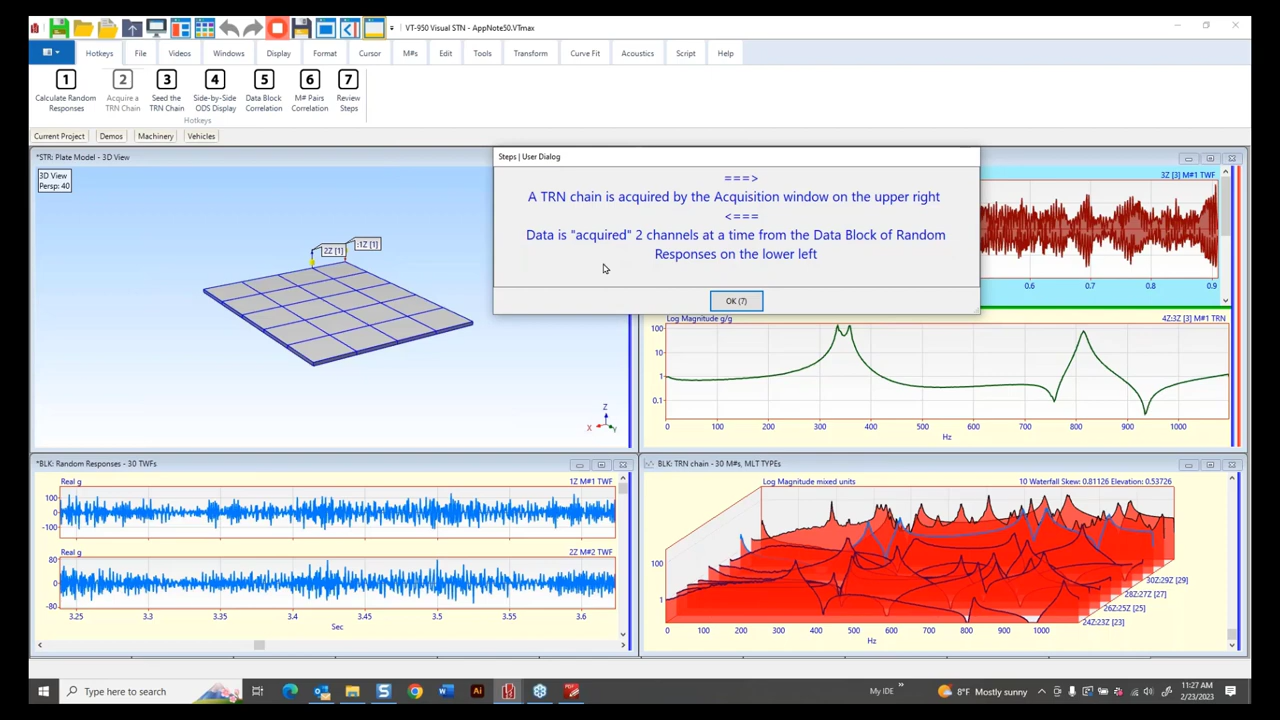 VT-950 Visual STN - AppNote50.VTmax
Hotkeys File Videos Windows Display Format Cursor M#s Edit Tools Transform Curve Fit Acoustics Script Help
1 2 3 4 5 6 7
Calculate Random Acquire a Seed the Side-by-Side Data Block M# Pairs Review
Responses TRN Chain TRN Chain ODS Display Correlation Correlation Steps
Hotkeys
Current Project Demos Machinery Vehicles
*STR: Plate Model - 3D View
3D View
Persp: 40
2Z [1]
:1Z [1]
Z
X
Y
Steps | User Dialog
===>
A TRN chain is acquired by the Acquisition window on the upper right
<===
Data is "acquired" 2 channels at a time from the Data Block of Random
Responses on the lower left
OK (7)
3Z [3] M#1 TWF
0.6 0.7 0.8 0.9
Log Magnitude g/g 4Z:3Z [3] M#1 TRN
100
10
1
0.1
0 100 200 300 400 500 600 700 800 900 1000
Hz
*BLK: Random Responses - 30 TWFs
Real g 1Z M#1 TWF
100
0
-100
Real g 2Z M#2 TWF
80
0
-80
3.25 3.3 3.35 3.4 3.45 3.5 3.55 3.6
Sec
BLK: TRN chain - 30 M#s, MLT TYPEs
Log Magnitude mixed units 10 Waterfall Skew: 0.81126 Elevation: 0.53726
100
1
30Z:29Z [29]
28Z:27Z [27]
26Z:25Z [25]
24Z:23Z [23]
0 100 200 300 400 500 600 700 800 900 1000
Hz
Type here to search
My IDE
8°F Mostly sunny
11:27 AM
2/23/2023